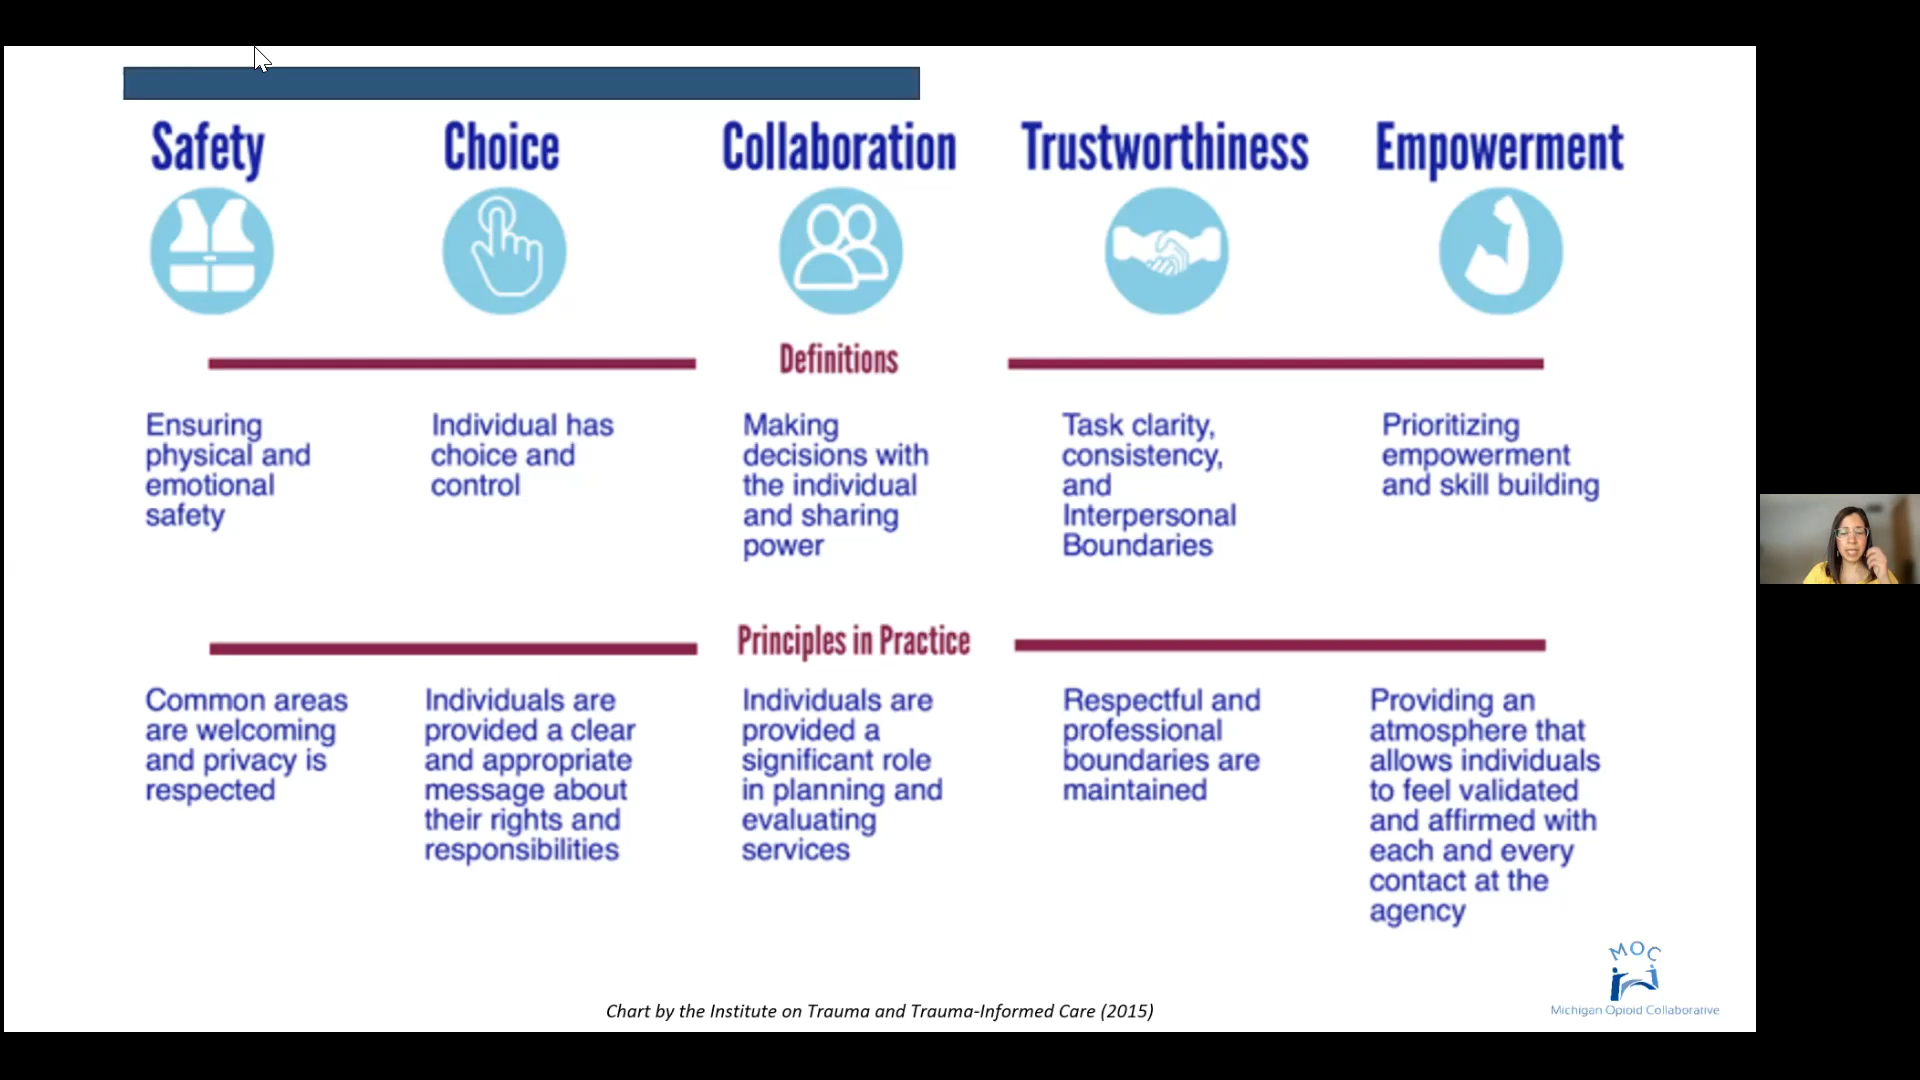 Safety
Choice
Collaboration
Trustworthiness
Empowerment
Definitions
Ensuring
physical and
emotional
safety
Individual has
choice and
control
Making
decisions with
the individual
and sharing
power
Task clarity,
consistency,
and
Interpersonal
Boundaries
Prioritizing
empowerment
and skill building
Principles in Practice
Common areas
are welcoming
and privacy is
respected
Individuals are
provided a clear
and appropriate
message about
their rights and
responsibilities
Individuals are
provided a
significant role
in planning and
evaluating
services
Respectful and
professional
boundaries are
maintained
Providing an
atmosphere that
allows individuals
to feel validated
and affirmed with
each and every
contact at the
agency
Chart by the Institute on Trauma and Trauma-Informed Care (2015)
MOC
Michigan Opioid Collaborative